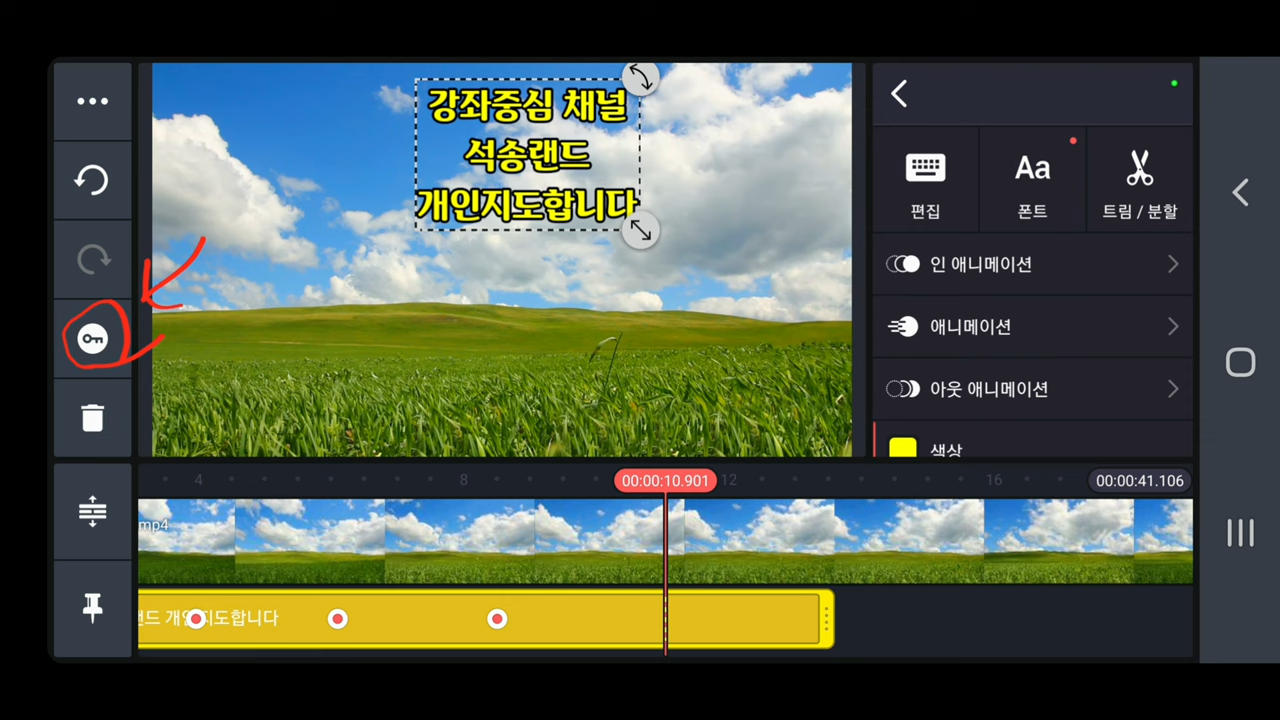 강좌중심 채널
석송랜드
개인지도합니다
편집
Aa
폰트
트림 / 분할
인 애니메이션
애니메이션
아웃 애니메이션
색상
4
8
00:00:10.901
12
16
00:00:41.106
mp4
랜드 개인지도합니다